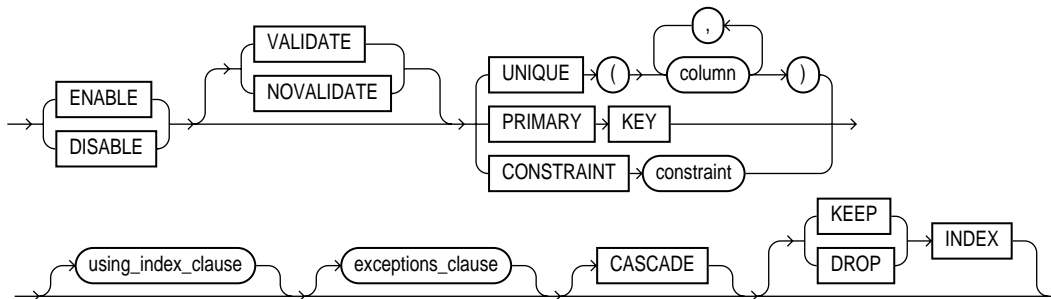 ,
VALIDATE UNIQUE ( column )
ENABLE NOVALIDATE
PRIMARY KEY
DISABLE
CONSTRAINT constraint
KEEP
using_index_clause exceptions_clause CASCADE INDEX
DROP